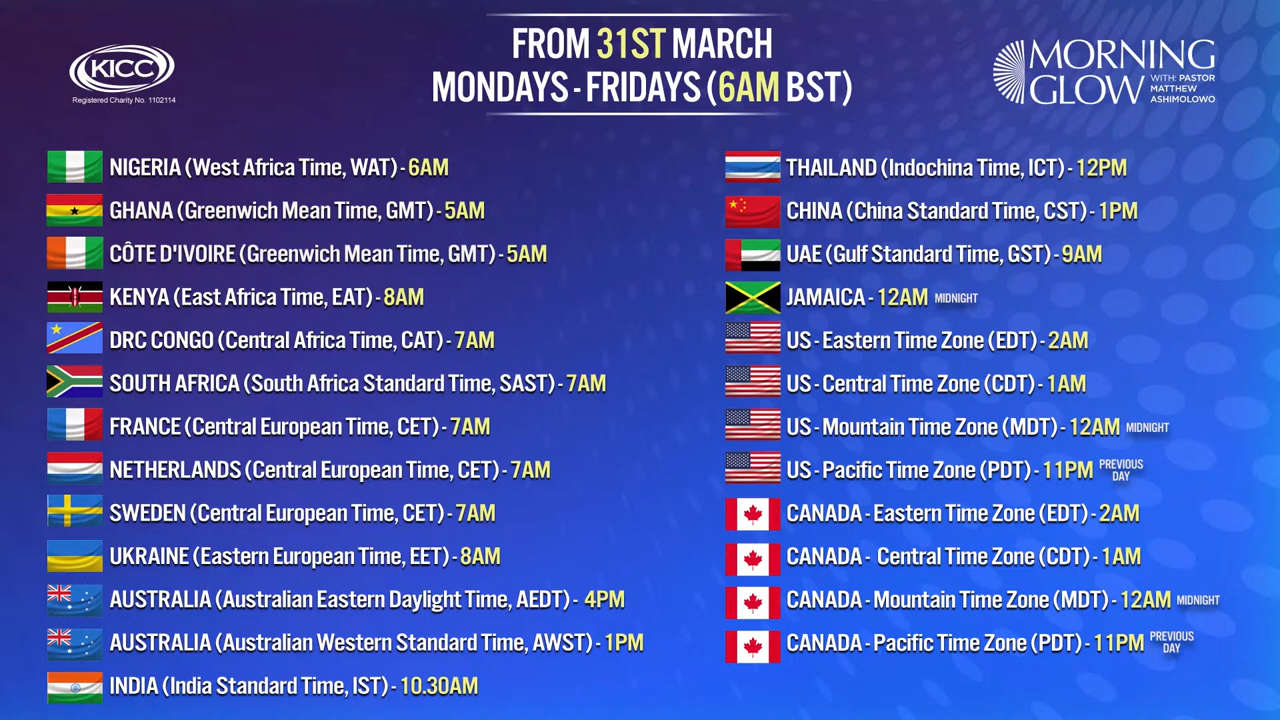 KICC
Registered Charity No. 1102114
FROM 31ST MARCH
MONDAYS - FRIDAYS (6AM BST)
MORNING
GLOW
WITH: PASTOR
MATTHEW
ASHIMOLOWO
NIGERIA (West Africa Time, WAT) - 6AM
GHANA (Greenwich Mean Time, GMT) - 5AM
CÔTE D'IVOIRE (Greenwich Mean Time, GMT) - 5AM
KENYA (East Africa Time, EAT) - 8AM
DRC CONGO (Central Africa Time, CAT) - 7AM
SOUTH AFRICA (South Africa Standard Time, SAST) - 7AM
FRANCE (Central European Time, CET) - 7AM
NETHERLANDS (Central European Time, CET) - 7AM
SWEDEN (Central European Time, CET) - 7AM
UKRAINE (Eastern European Time, EET) - 8AM
AUSTRALIA (Australian Eastern Daylight Time, AEDT) - 4PM
AUSTRALIA (Australian Western Standard Time, AWST) - 1PM
INDIA (India Standard Time, IST) - 10.30AM
THAILAND (Indochina Time, ICT) - 12PM
CHINA (China Standard Time, CST) - 1PM
UAE (Gulf Standard Time, GST) - 9AM
JAMAICA - 12AM MIDNIGHT
US - Eastern Time Zone (EDT) - 2AM
US - Central Time Zone (CDT) - 1AM
US - Mountain Time Zone (MDT) - 12AM MIDNIGHT
US - Pacific Time Zone (PDT) - 11PM PREVIOUS DAY
CANADA - Eastern Time Zone (EDT) - 2AM
CANADA - Central Time Zone (CDT) - 1AM
CANADA - Mountain Time Zone (MDT) - 12AM MIDNIGHT
CANADA - Pacific Time Zone (PDT) - 11PM PREVIOUS DAY